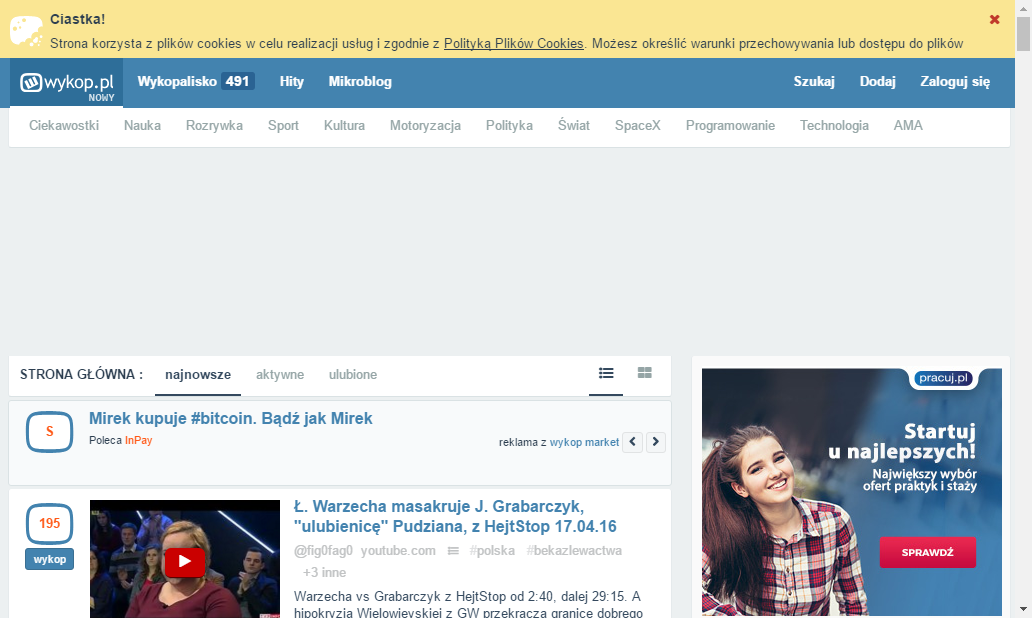 Ciastka!
Strona korzysta z plików cookies w celu realizacji usług i zgodnie z Polityką Plików Cookies. Możesz określić warunki przechowywania lub dostępu do plików
wykop.pl
NOWY
Wykopalisko 491 Hity Mikroblog Szukaj Dodaj Zaloguj się
Ciekawostki Nauka Rozrywka Sport Kultura Motoryzacja Polityka Świat SpaceX Programowanie Technologia AMA
STRONA GŁÓWNA : najnowsze aktywne ulubione
S
Mirek kupuje #bitcoin. Bądź jak Mirek
Poleca InPay
reklama z wykop market
195
wykop
Ł. Warzecha masakruje J. Grabarczyk,
"ulubienicę" Pudziana, z HejtStop 17.04.16
@fig0fag0 youtube.com #polska #bekazlewactwa
+3 inne
Warzecha vs Grabarczyk z HejtStop od 2:40, dalej 29:15. A
hipokryzja Wielowieyskiej z GW przekracza granice dobrego
pracuj.pl
Startuj
u najlepszych!
Największy wybór
ofert praktyk i staży
SPRAWDŹ